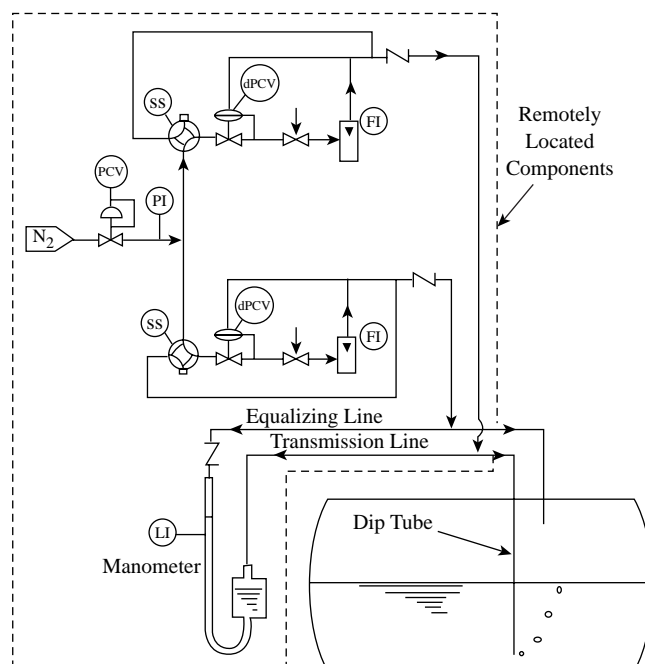 dPCV
SS
FI
Remotely
Located
Components
PCV
PI
N2
dPCV
SS
FI
Equalizing Line
Transmission Line
Dip Tube
LI
Manometer